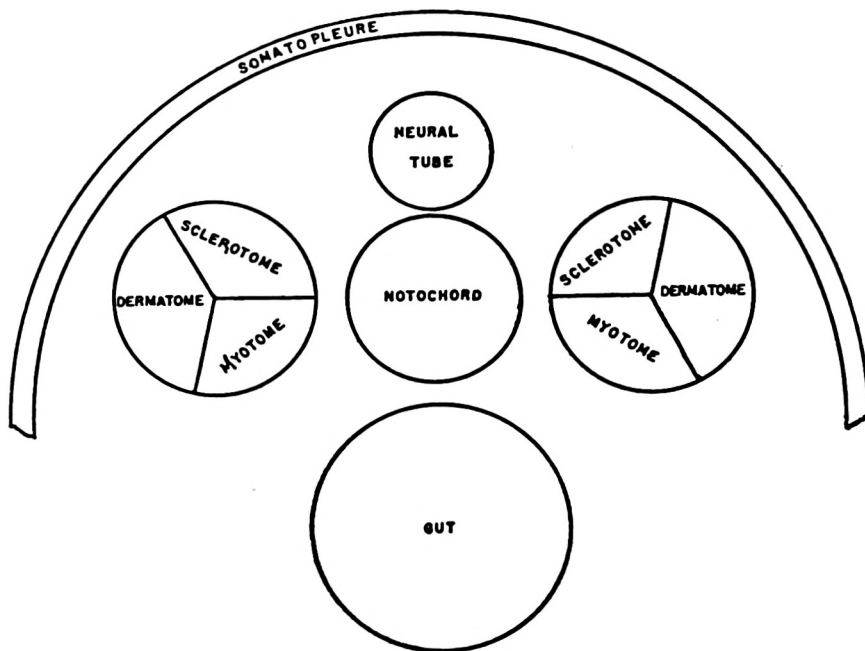 SOMATOPLEURE
NEURAL
TUBE
SCLEROTOME
DERMATOME
MYOTOME
NOTOCHORD
SCLEROTOME
DERMATOME
MYOTOME
GUT